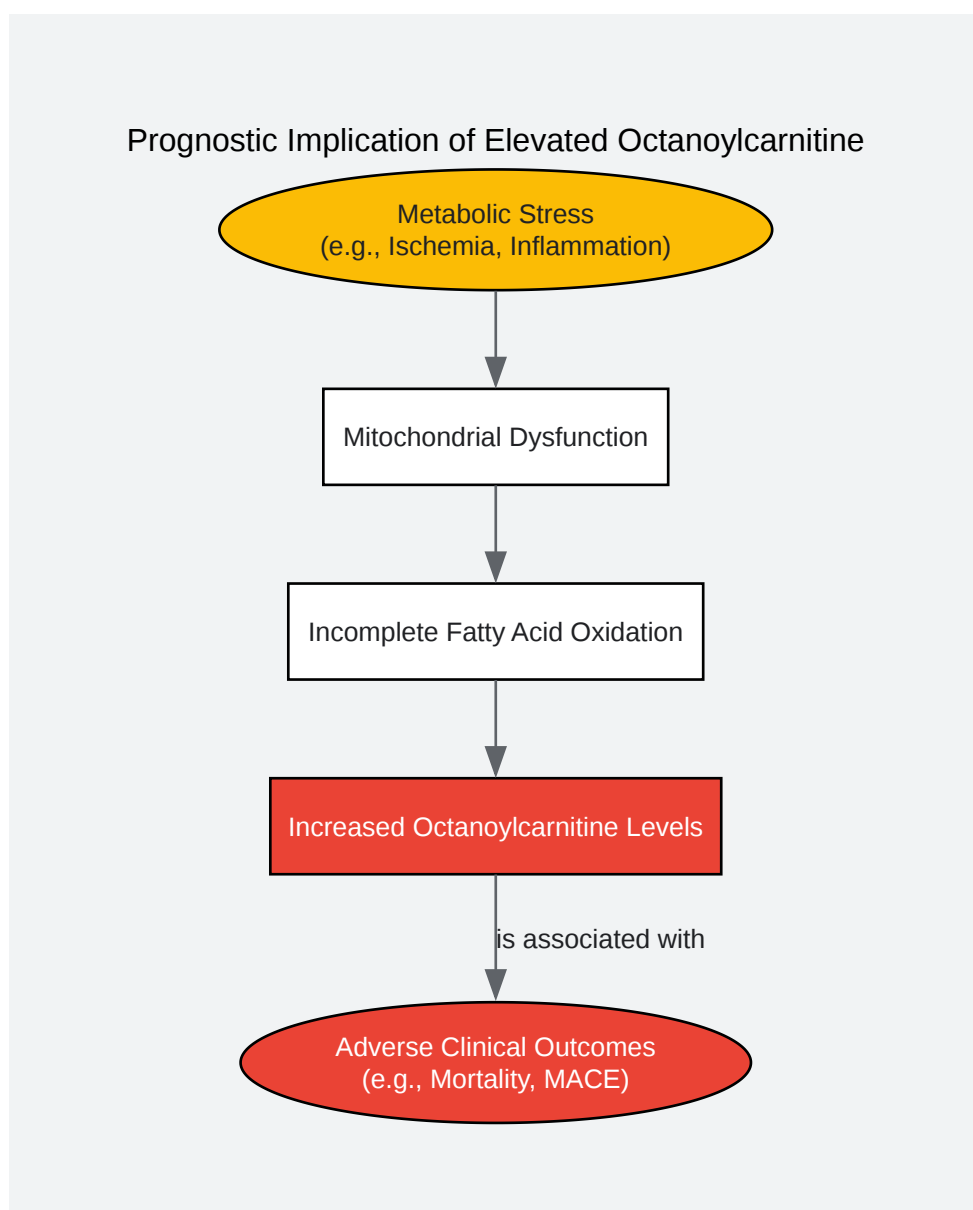 Prognostic Implication of Elevated Octanoylcarnitine
Metabolic Stress
(e.g., Ischemia, Inflammation)
Mitochondrial Dysfunction
Incomplete Fatty Acid Oxidation
Increased Octanoylcarnitine Levels
is associated with
Adverse Clinical Outcomes
(e.g., Mortality, MACE)